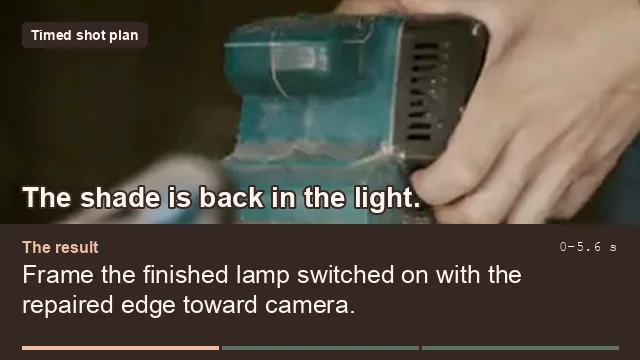 Timed shot plan
The shade is back in the light.
The result
0–5.6 s
Frame the finished lamp switched on with the
repaired edge toward camera.